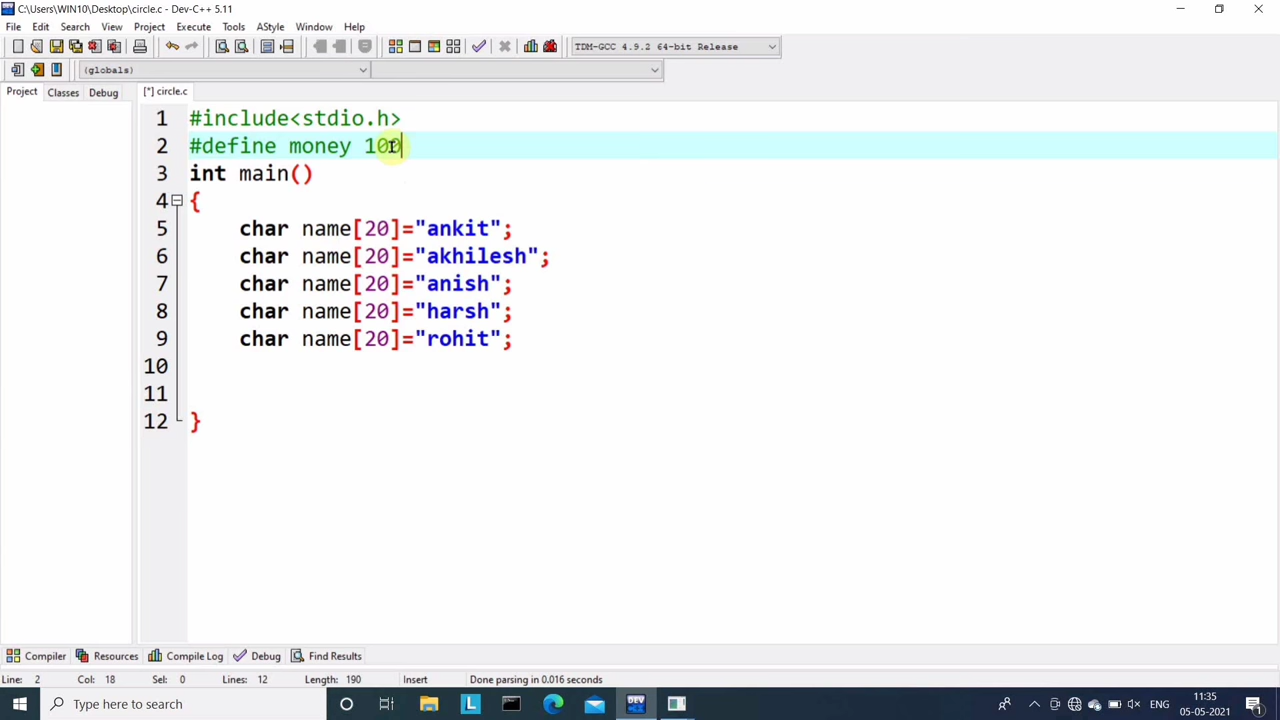 C:\Users\WIN10\Desktop\circle.c - Dev-C++ 5.11
File Edit Search View Project Execute Tools AStyle Window Help
TDM-GCC 4.9.2 64-bit Release
(globals)
Project Classes Debug [*] circle.c
1 #include<stdio.h>
2 #define money 100
3 int main()
4 {
5 char name[20]="ankit";
6 char name[20]="akhilesh";
7 char name[20]="anish";
8 char name[20]="harsh";
9 char name[20]="rohit";
10
11
12 }
Compiler Resources Compile Log Debug Find Results
Line: 2 Col: 18 Sel: 0 Lines: 12 Length: 190 Insert Done parsing in 0.016 seconds
Type here to search L DEV ENG 11:35
05-05-2021 1